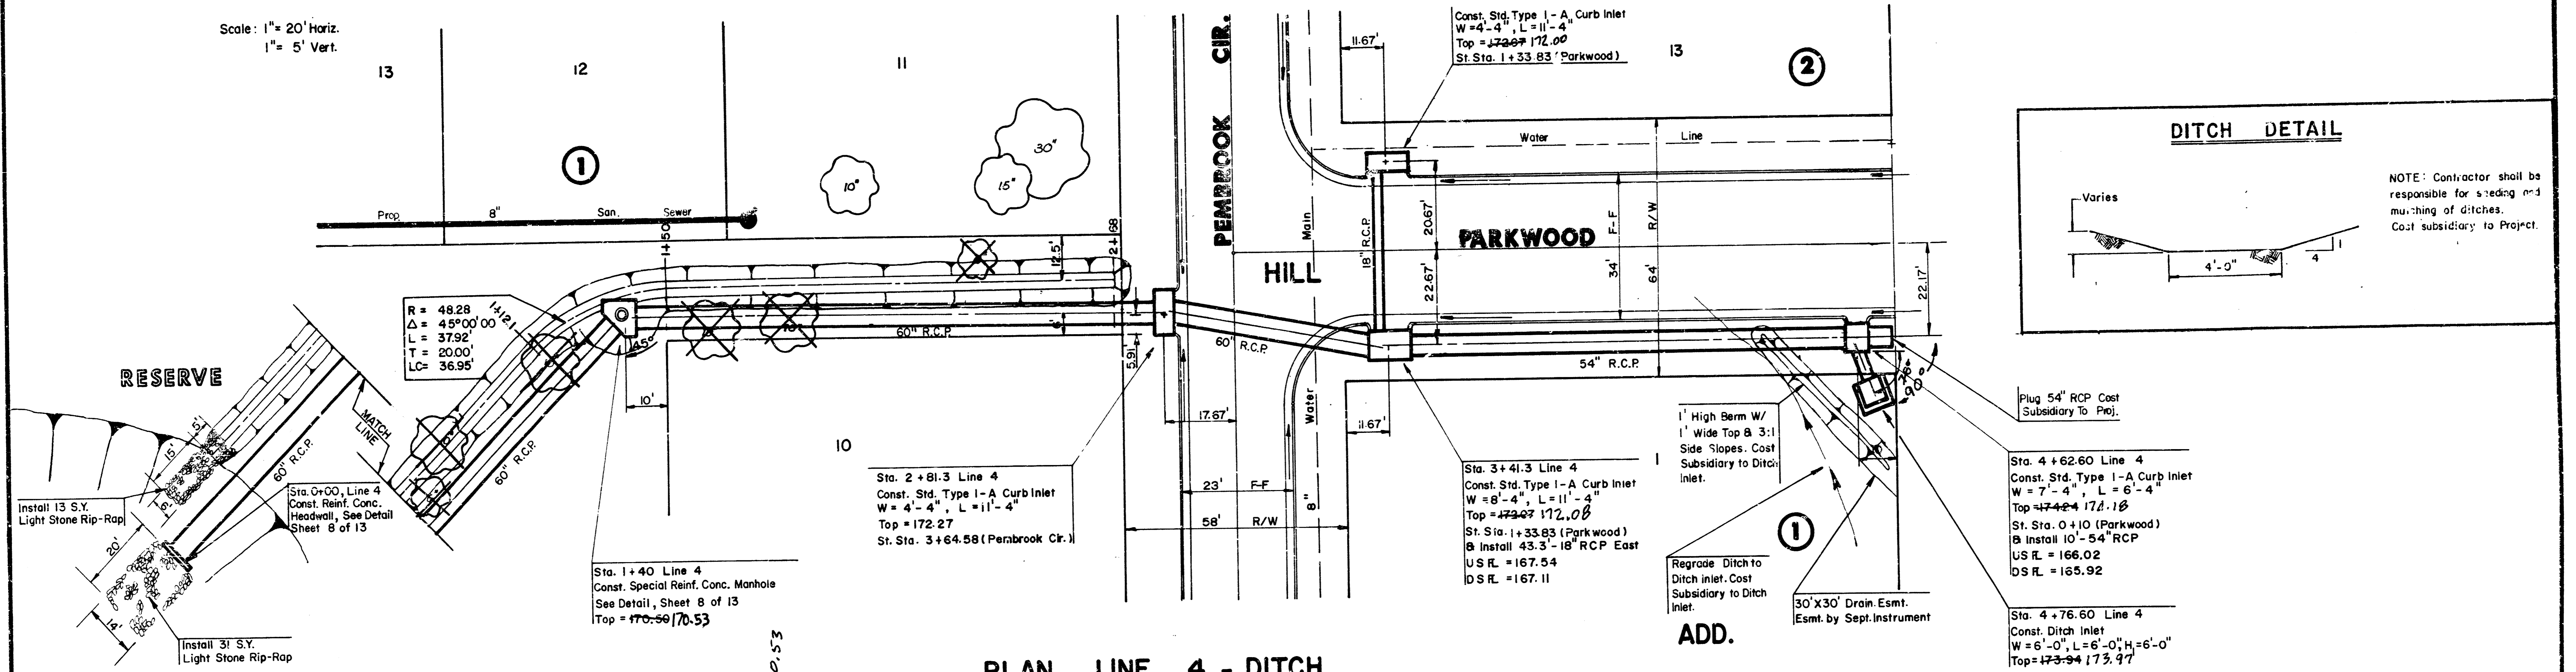 Scale: 1"= 20' Horiz.
1"= 5' Vert.
13
12
11
1
Prop. 8" San. Sewer
10"
15"
30"
1+50
12.5'
2+68
R = 48.28
Δ = 45°00'00
L = 37.92'
T = 20.00'
LC= 36.95'
1+121
45°
60" R.C.P.
6'
5.91
10'
RESERVE
MATCH
LINE
60" R.C.P.
60" R.C.P.
5'
15'
6'
20'
14'
Install 13 S.Y.
Light Stone Rip-Rap
Sta. 0+00, Line 4
Const. Reinf. Conc.
Headwall, See Detail
Sheet 8 of 13
Install 31 S.Y.
Light Stone Rip-Rap
Sta. 1+40 Line 4
Const. Special Reinf. Conc. Manhole
See Detail, Sheet 8 of 13
Top = 170.50 170.53
0.53
10
Sta. 2+81.3 Line 4
Const. Std. Type 1-A Curb Inlet
W = 4'-4", L = 11'-4"
Top = 172.27
St. Sta. 3+64.58 (Pembrook Cir.)
PLAN LINE 4 - DITCH
PEMBROOK CIR.
HILL
Main
Water
8"
17.67'
23' F-F
58' R/W
60" R.C.P.
11.67'
11.67'
Const. Std. Type 1-A Curb Inlet
W = 4'-4", L = 11'-4"
Top = 172.07 172.00
St. Sta. 1+33.83 (Parkwood)
13
2
Water Line
18" R.C.P.
20.67'
22.67'
PARKWOOD
34' F-F
64' R/W
22.17'
54" R.C.P.
78°
90°
Sta. 3+41.3 Line 4
Const. Std. Type 1-A Curb Inlet
W = 8'-4", L = 11'-4"
Top = 172.07 172.08
St. Sta. 1+33.83 (Parkwood)
& Install 43.3'-18" RCP East
US FL = 167.54
DS FL = 167.11
1
1' High Berm W/
1' Wide Top & 3:1
Side Slopes. Cost
Subsidiary to Ditch
Inlet.
Regrade Ditch to
Ditch inlet. Cost
Subsidiary to Ditch
Inlet.
ADD.
1
30'X30' Drain. Esmt.
Esmt. by Sept. Instrument
Plug 54" RCP Cost
Subsidiary To Proj.
Sta. 4+62.60 Line 4
Const. Std. Type 1-A Curb Inlet
W = 7'-4", L = 6'-4"
Top = 174.24 174.18
St. Sta. 0+10 (Parkwood)
& Install 10'-54" RCP
US FL = 166.02
DS FL = 165.92
Sta. 4+76.60 Line 4
Const. Ditch Inlet
W = 6'-0", L = 6'-0", H = 6'-0"
Top = 173.94 173.97
DITCH DETAIL
Varies
4'-0"
1
4
NOTE: Contractor shall be
responsible for seeding and
mulching of ditches.
Cost subsidiary to Project.